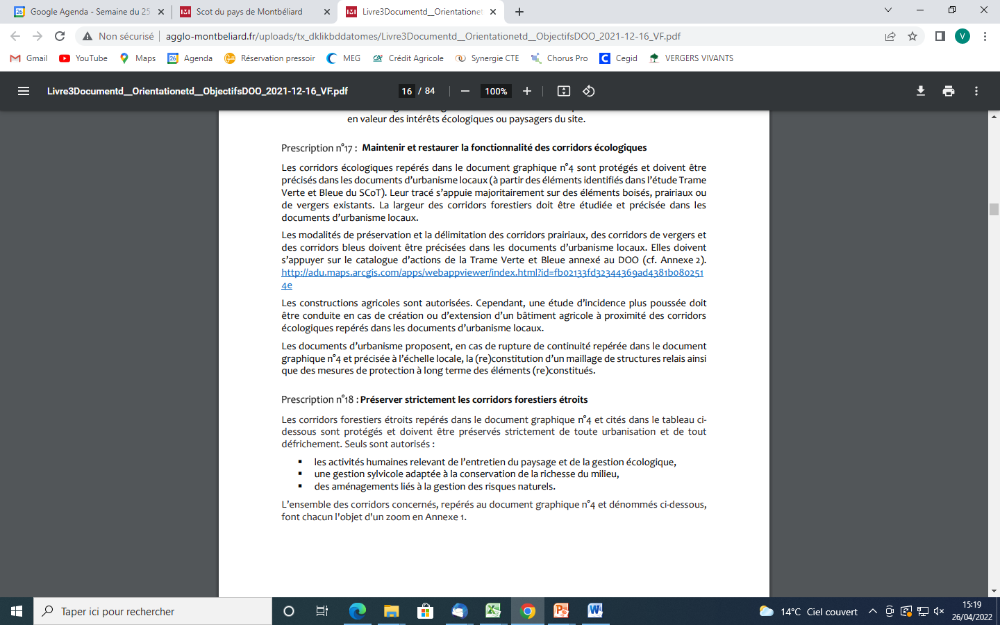 Google Agenda - Semaine du 25
Scot du pays de Montbéliard
Livre3Documentd__Orientationet
Non sécurisé
agglo-montbeliard.fr/uploads/tx_dklikbddatomes/Livre3Documentd__Orientationetd__ObjectifsDOO_2021-12-16_VF.pdf
V
Gmail YouTube Maps 26 Agenda Réservation pressoir MEG Crédit Agricole Synergie CTE Chorus Pro Cegid VERGERS VIVANTS
Livre3Documentd__Orientationetd__ObjectifsDOO_2021-12-16_VF.pdf 16 / 84 100%
en valeur des intérêts écologiques ou paysagers du site.
Prescription n°17 : Maintenir et restaurer la fonctionnalité des corridors écologiques
Les corridors écologiques repérés dans le document graphique n°4 sont protégés et doivent être
précisés dans les documents d’urbanisme locaux (à partir des éléments identifiés dans l’étude Trame
Verte et Bleue du SCoT). Leur tracé s’appuie majoritairement sur des éléments boisés, prairiaux ou
de vergers existants. La largeur des corridors forestiers doit être étudiée et précisée dans les
documents d’urbanisme locaux.
Les modalités de préservation et la délimitation des corridors prairiaux, des corridors de vergers et
des corridors bleus doivent être précisées dans les documents d’urbanisme locaux. Elles doivent
s’appuyer sur le catalogue d’actions de la Trame Verte et Bleue annexé au DOO (cf. Annexe 2).
http://adu.maps.arcgis.com/apps/webappviewer/index.html?id=fb02133fd32344369ad4381b080251
4e
Les constructions agricoles sont autorisées. Cependant, une étude d’incidence plus poussée doit
être conduite en cas de création ou d’extension d’un bâtiment agricole à proximité des corridors
écologiques repérés dans les documents d’urbanisme locaux.
Les documents d’urbanisme proposent, en cas de rupture de continuité repérée dans le document
graphique n°4 et précisée à l’échelle locale, la (re)constitution d’un maillage de structures relais ainsi
que des mesures de protection à long terme des éléments (re)constitués.
Prescription n°18 : Préserver strictement les corridors forestiers étroits
Les corridors forestiers étroits repérés dans le document graphique n°4 et cités dans le tableau ci-
dessous sont protégés et doivent être préservés strictement de toute urbanisation et de tout
défrichement. Seuls sont autorisés :
▪ les activités humaines relevant de l’entretien du paysage et de la gestion écologique,
▪ une gestion sylvicole adaptée à la conservation de la richesse du milieu,
▪ des aménagements liés à la gestion des risques naturels.
L’ensemble des corridors concernés, repérés au document graphique n°4 et dénommés ci-dessous,
font chacun l'objet d'un zoom en Annexe 1.
Taper ici pour rechercher
14°C Ciel couvert
15:19
26/04/2022